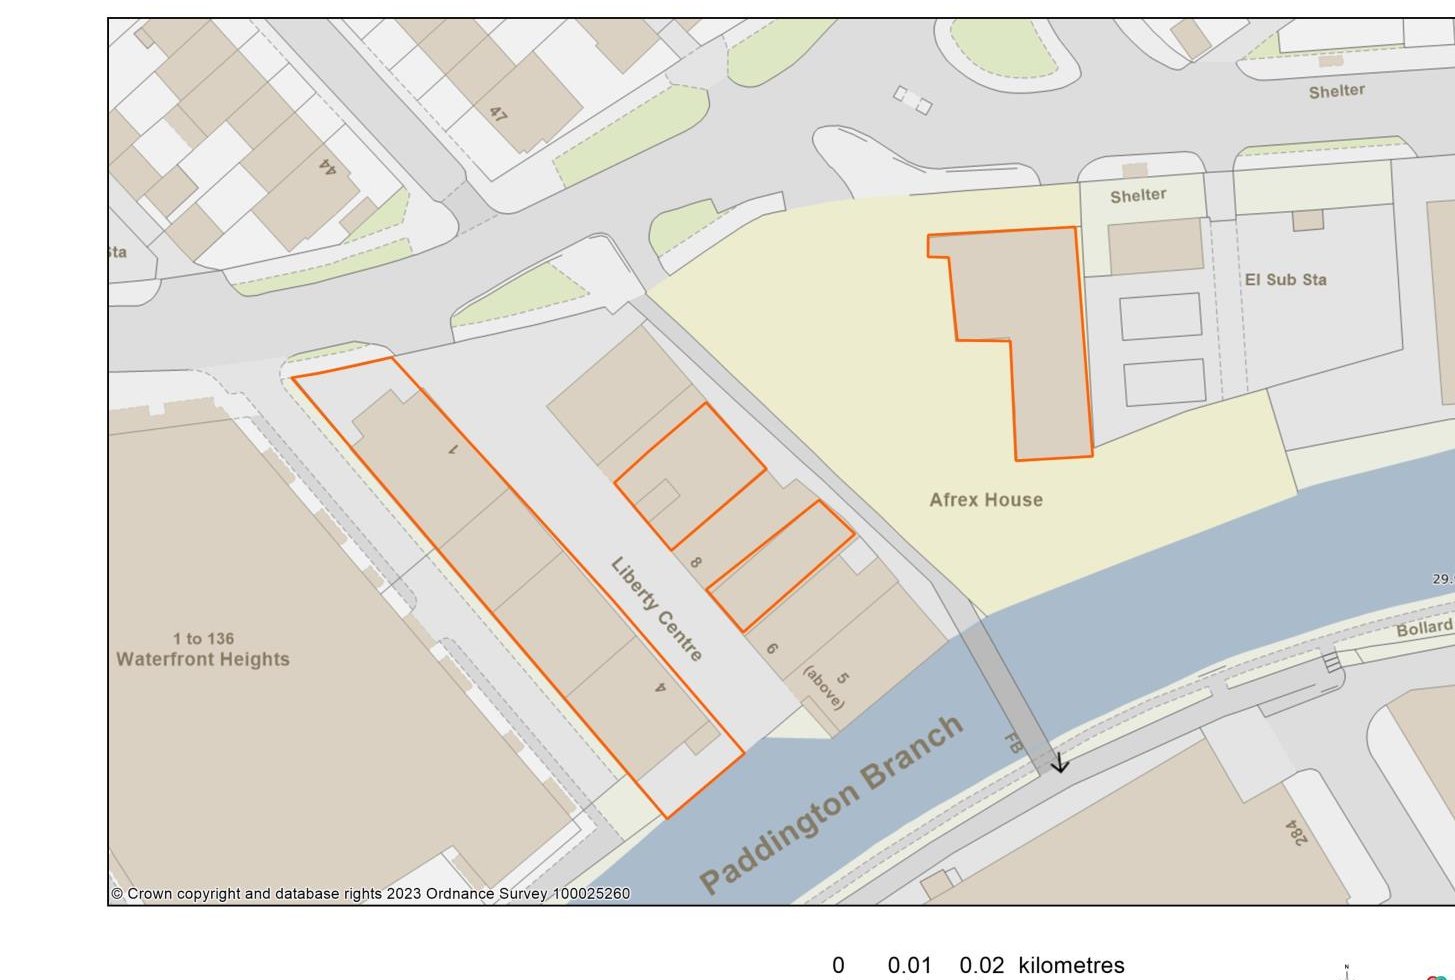 47
Shelter
44
Shelter
Sta
El Sub Sta
1
Afrex House
8
Liberty Centre
29.
Bollard
1 to 136
Waterfront Heights
6
5
(above)
4
FB
Paddington Branch
284
© Crown copyright and database rights 2023 Ordnance Survey 100025260
0 0.01 0.02 kilometres
N